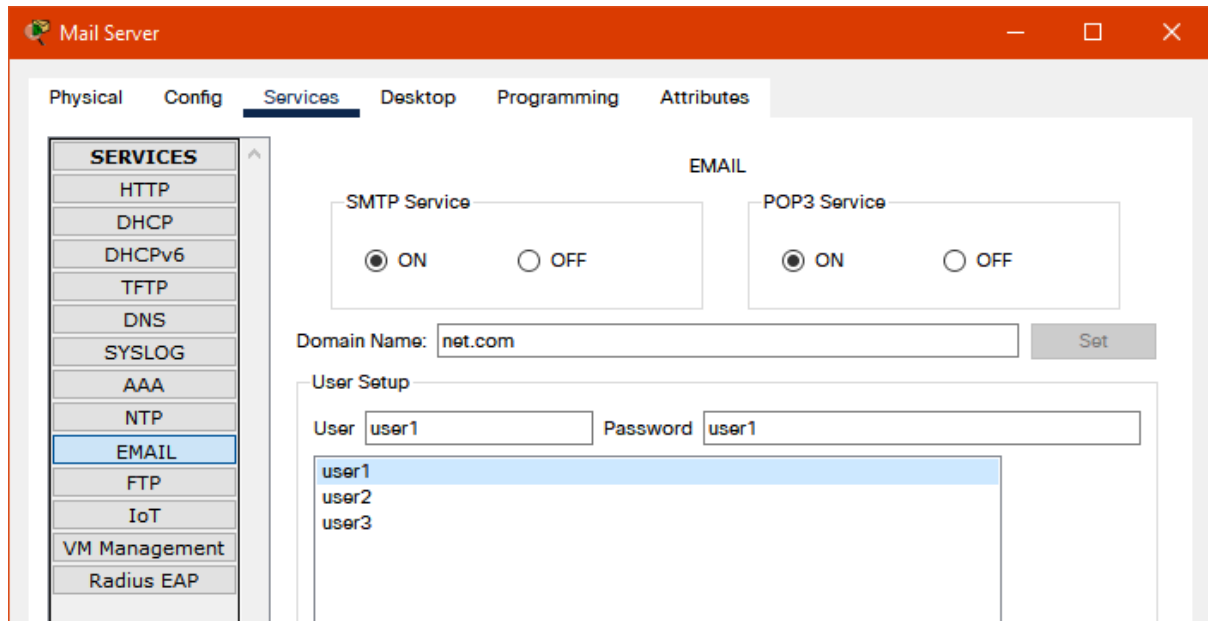 Mail Server
Physical Config Services Desktop Programming Attributes
SERVICES
HTTP
DHCP
DHCPv6
TFTP
DNS
SYSLOG
AAA
NTP
EMAIL
FTP
IoT
VM Management
Radius EAP
EMAIL
SMTP Service
ON OFF
POP3 Service
ON OFF
Domain Name: net.com Set
User Setup
User user1 Password user1
user1
user2
user3